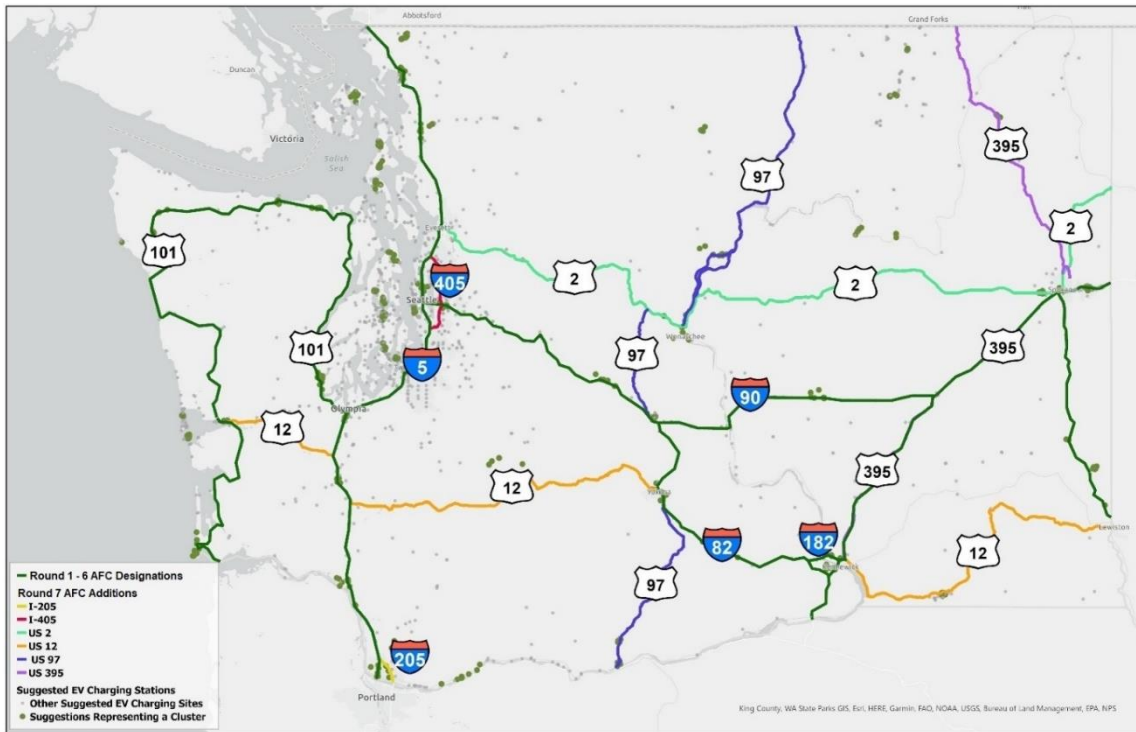 Abbotsford
Grand Forks
Duncan
Victoria
Salish
Sea
97
395
101
2
Everett
405
2
2
Seattle
Wenatchee
Spokane
101
97
395
5
90
Olympia
12
395
12
Yakima
Lewiston
82
182
12
97
205
Portland
Round 1 - 6 AFC Designations
Round 7 AFC Additions
I-205
I-405
US 2
US 12
US 97
US 395
Suggested EV Charging Stations
Other Suggested EV Charging Sites
Suggestions Representing a Cluster
King County, WA State Parks GIS, Esri, HERE, Garmin, FAO, NOAA, USGS, Bureau of Land Management, EPA, NPS